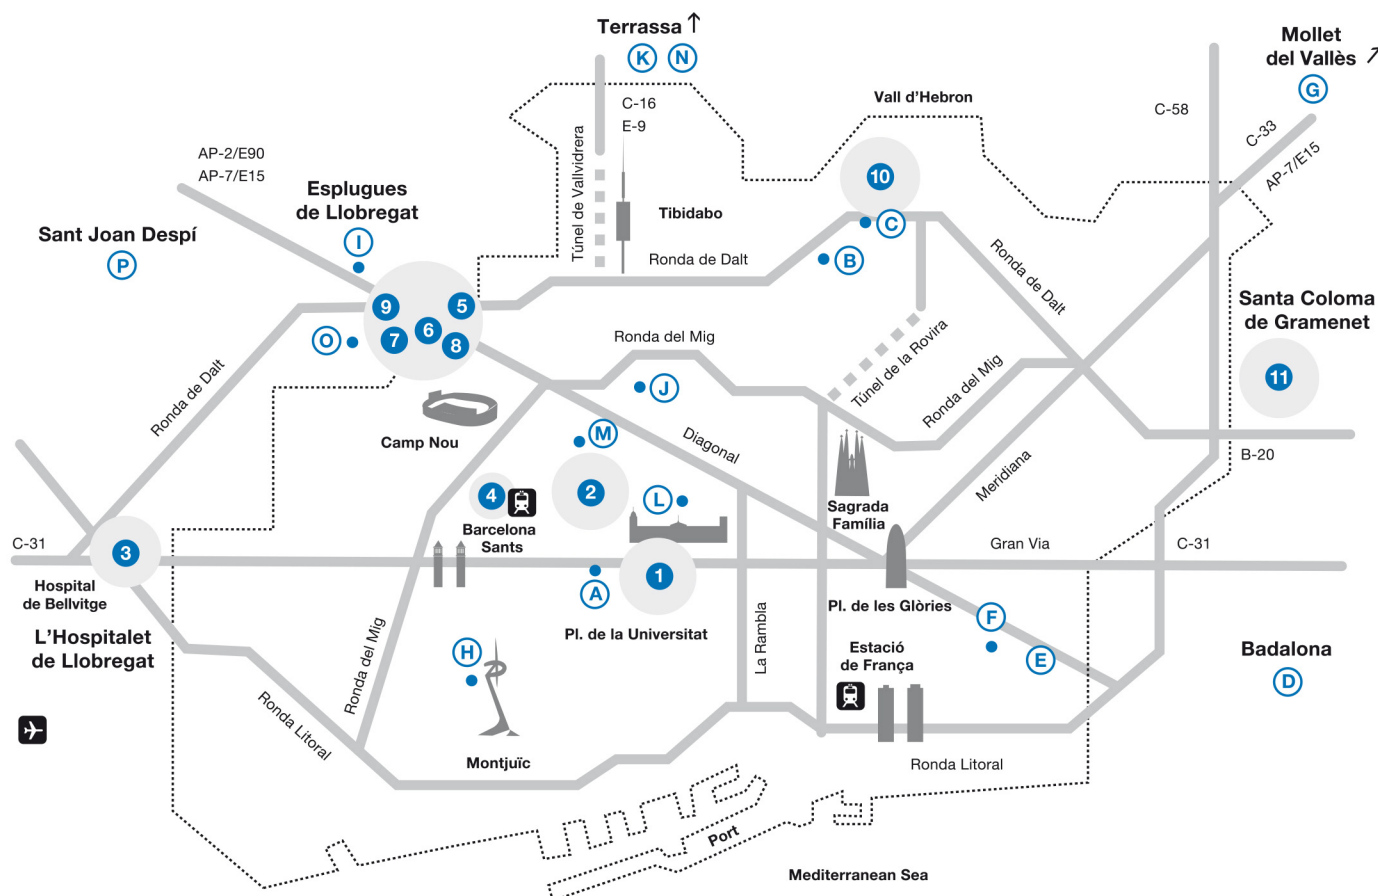 Terrassa ↑
K N
Mollet
del Vallès ↗
G
C-16
E-9
Vall d'Hebron
C-58
C-33
AP-7/E15
AP-2/E90
AP-7/E15
Túnel de Vallvidrera
10
Esplugues
de Llobregat
I
Sant Joan Despí
P
Tibidabo
C
B
Ronda de Dalt
Ronda de Dalt
9
5
6
7
8
O
Santa Coloma
de Gramenet
11
Ronda del Mig
Túnel de la Rovira
Ronda del Mig
Ronda de Dalt
J
Camp Nou
M
Diagonal
B-20
Meridiana
4
2
L
Barcelona
Sants
Sagrada
Família
C-31
3
Gran Via
C-31
Hospital
de Bellvitge
A
1
Pl. de les Glòries
L'Hospitalet
de Llobregat
Pl. de la Universitat
F
E
Ronda del Mig
H
La Rambla
Estació
de França
Badalona
D
Ronda Litoral
Montjuïc
Ronda Litoral
Port
Mediterranean Sea